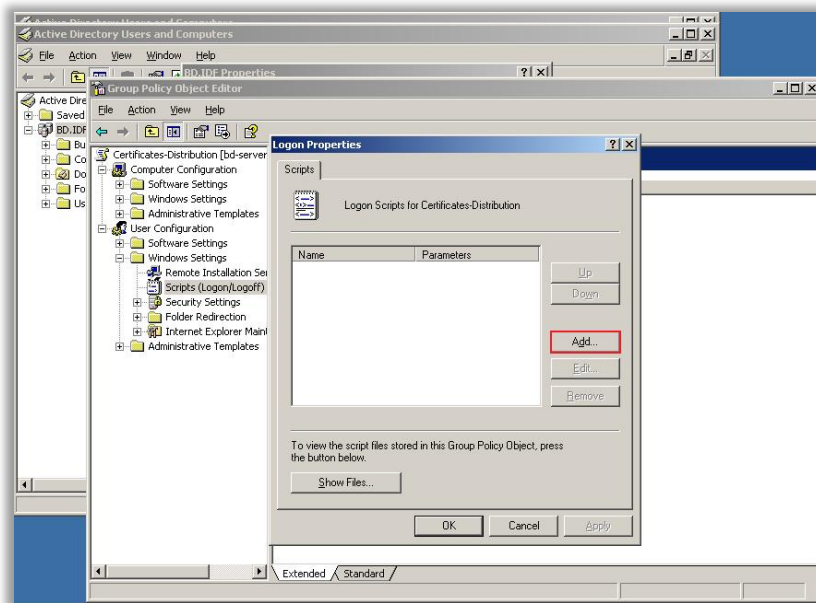 Active Directory Users and Computers
Active Directory Users and Computers
File Action View Window Help
BD.IDF Properties
Group Policy Object Editor
File Action View Help
Active Dire
Saved
BD.IDF
Bu
Co
Do
Fo
Us
Certificates-Distribution [bd-server
Computer Configuration
Software Settings
Windows Settings
Administrative Templates
User Configuration
Software Settings
Windows Settings
Remote Installation Ser
Scripts (Logon/Logoff)
Security Settings
Folder Redirection
Internet Explorer Maint
Administrative Templates
Logon Properties
Scripts
Logon Scripts for Certificates-Distribution
Name Parameters
Up
Down
Add...
Edit...
Remove
To view the script files stored in this Group Policy Object, press
the button below.
Show Files...
OK Cancel Apply
Extended Standard